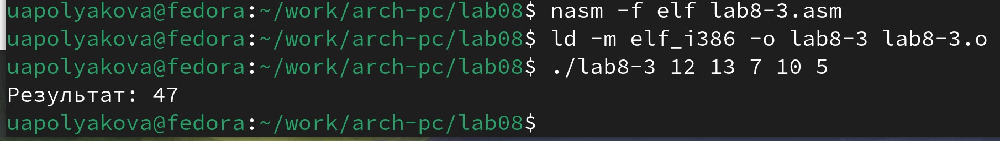 uapolyakova@fedora:~/work/arch-pc/lab08$ nasm -f elf lab8-3.asm
uapolyakova@fedora:~/work/arch-pc/lab08$ ld -m elf_i386 -o lab8-3 lab8-3.o
uapolyakova@fedora:~/work/arch-pc/lab08$ ./lab8-3 12 13 7 10 5
Результат: 47
uapolyakova@fedora:~/work/arch-pc/lab08$